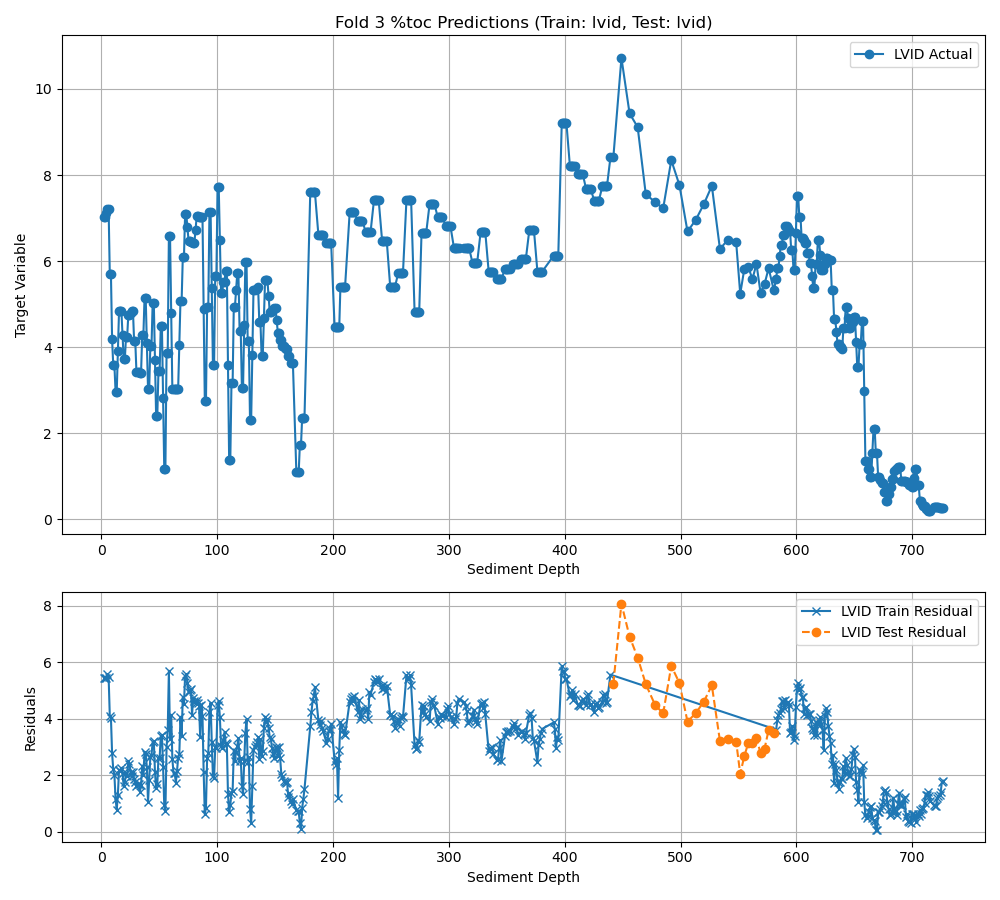 Fold 3 %toc Predictions (Train: lvid, Test: lvid)
LVID Actual
Target Variable
10
8
6
4
2
0
0 100 200 300 400 500 600 700
Sediment Depth
LVID Train Residual
LVID Test Residual
Residuals
8
6
4
2
0
0 100 200 300 400 500 600 700
Sediment Depth